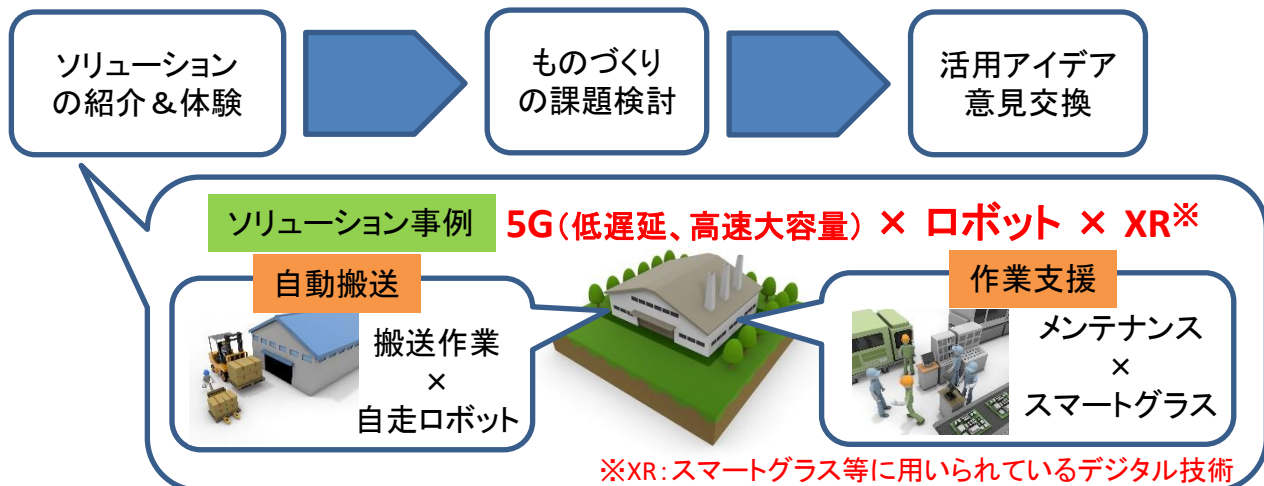 ソリューション
の紹介＆体験
ものづくり
の課題検討
活用アイデア
意見交換
ソリューション事例
5G（低遅延、高速大容量） × ロボット × XR※
自動搬送
搬送作業
×
自走ロボット
作業支援
メンテナンス
×
スマートグラス
※XR：スマートグラス等に用いられているデジタル技術